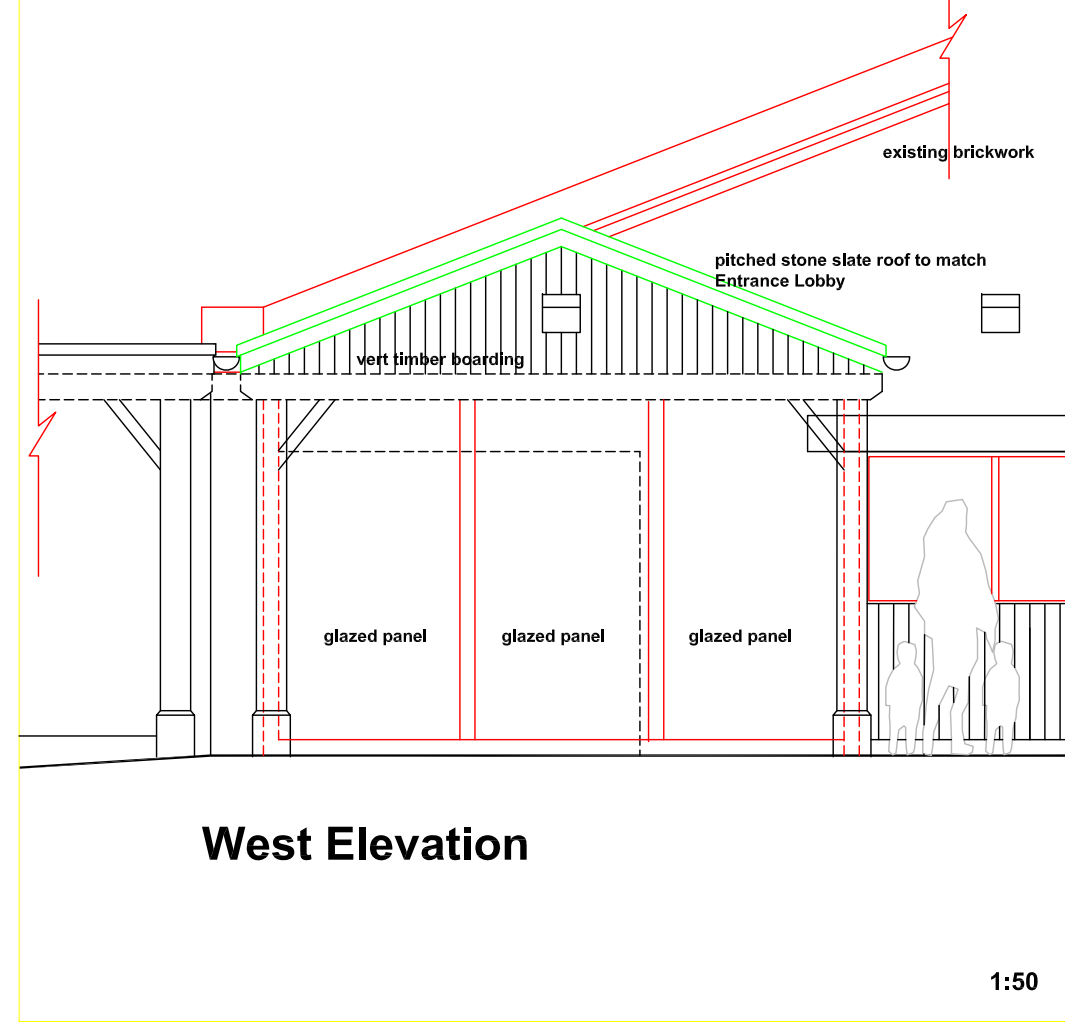 existing brickwork
pitched stone slate roof to match
Entrance Lobby
vert timber boarding
glazed panel
glazed panel
glazed panel
West Elevation
1:50